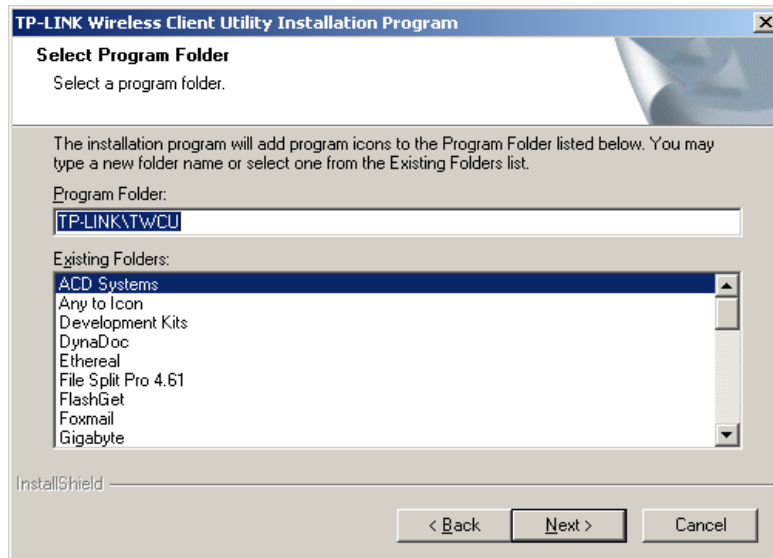 TP-LINK Wireless Client Utility Installation Program
Select Program Folder
Select a program folder.
The installation program will add program icons to the Program Folder listed below. You may
type a new folder name or select one from the Existing Folders list.
Program Folder:
TP-LINK\TWCU
Existing Folders:
ACD Systems
Any to Icon
Development Kits
DynaDoc
Ethereal
File Split Pro 4.61
FlashGet
Foxmail
Gigabyte
InstallShield
< Back Next > Cancel